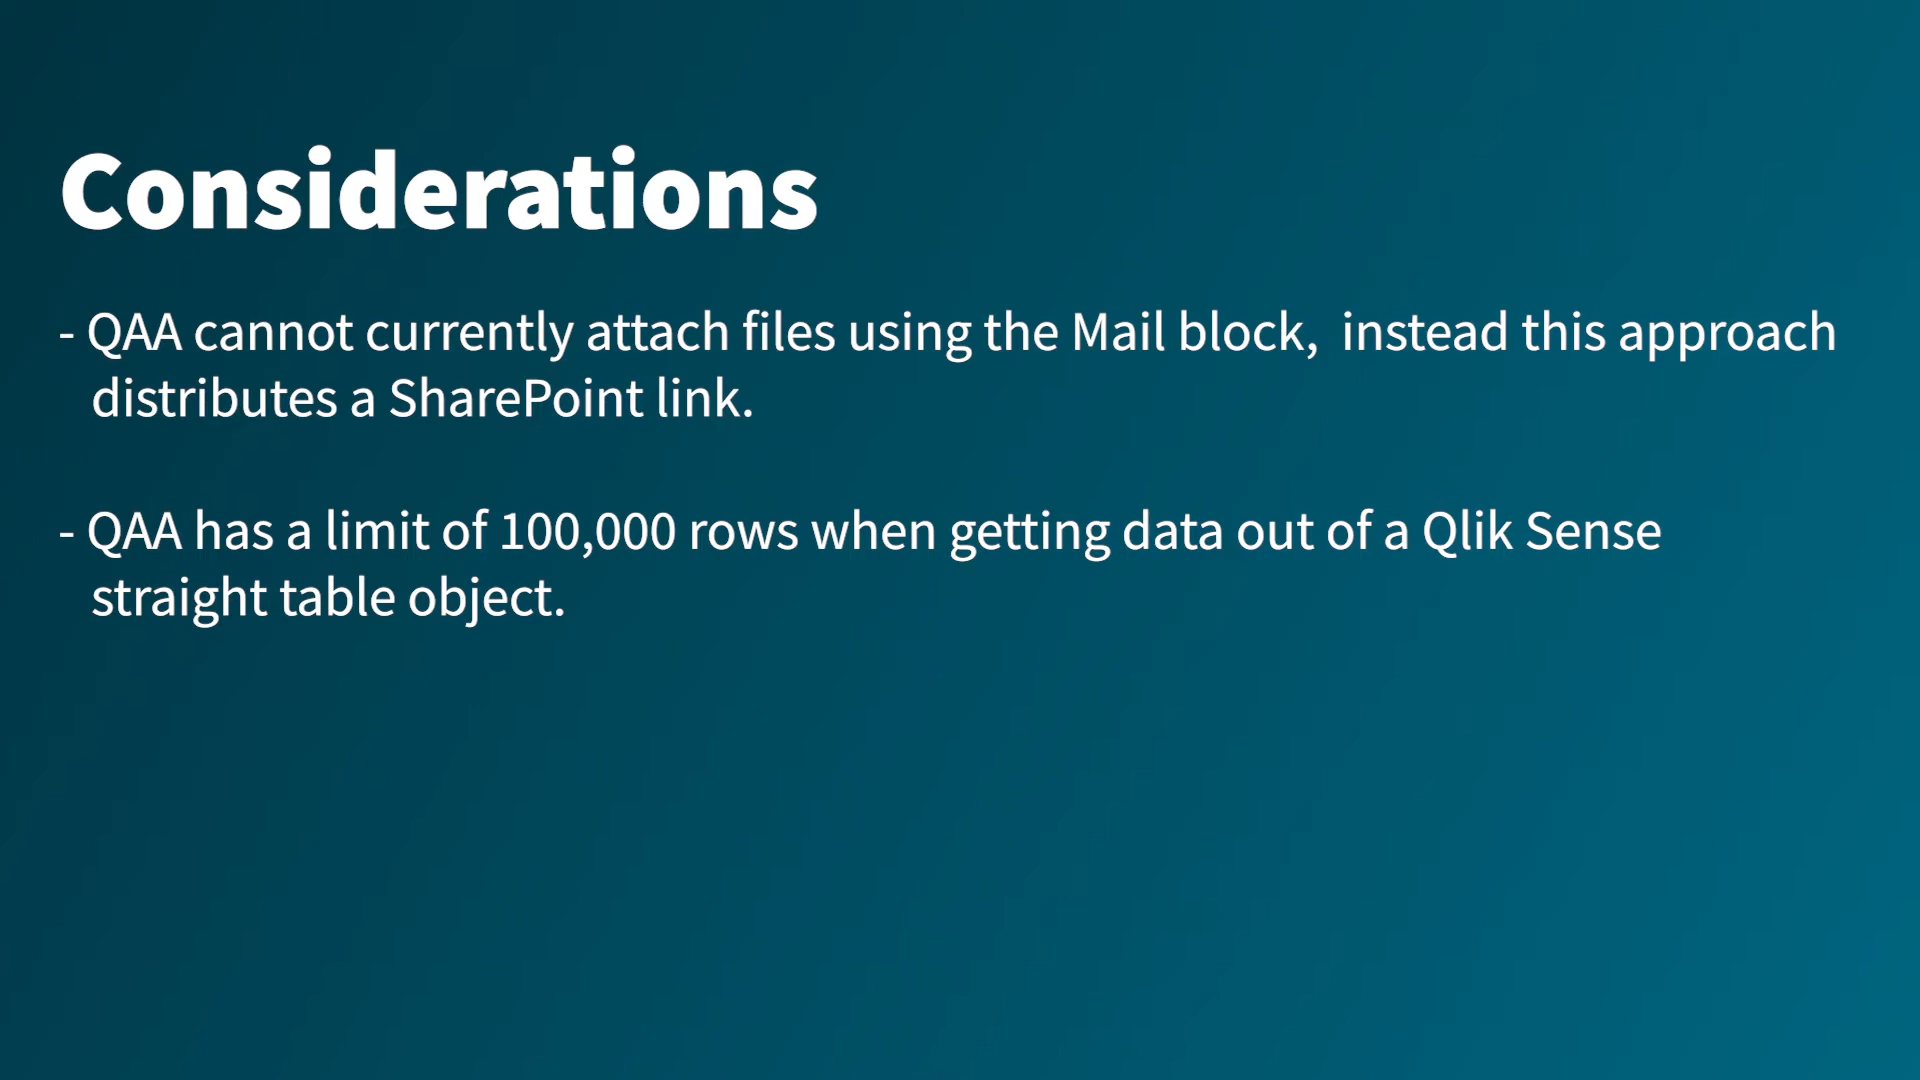 Considerations
- QAA cannot currently attach files using the Mail block,  instead this approach
distributes a SharePoint link.
- QAA has a limit of 100,000 rows when getting data out of a Qlik Sense
straight table object.